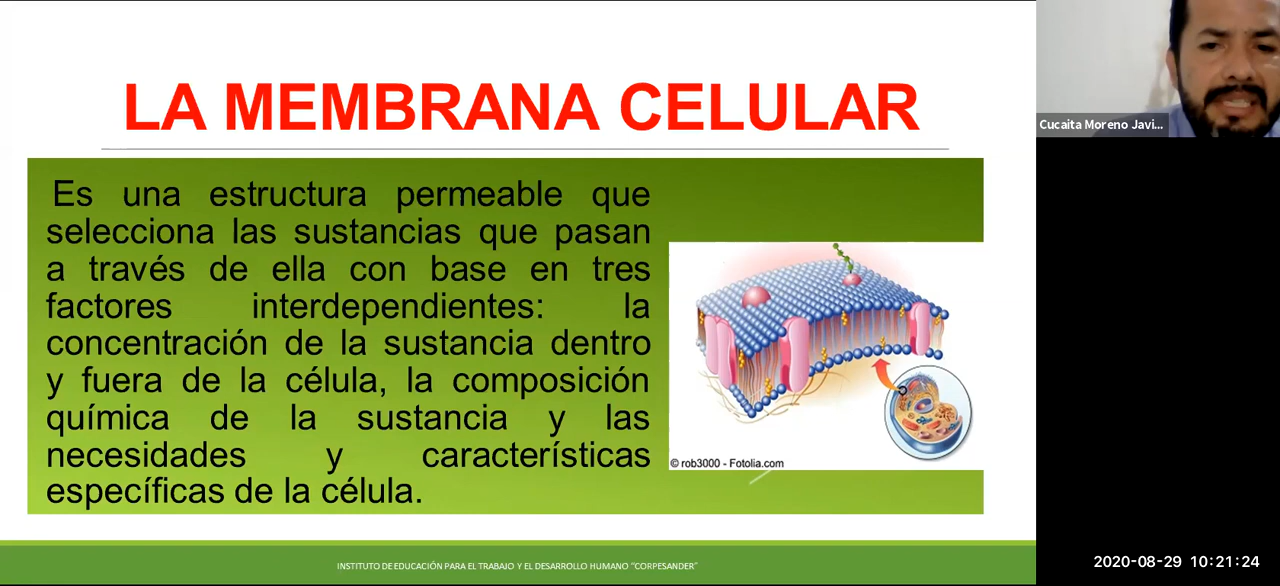 LA MEMBRANA CELULAR
Es una estructura permeable que
selecciona las sustancias que pasan
a través de ella con base en tres
factores interdependientes: la
concentración de la sustancia dentro
y fuera de la célula, la composición
química de la sustancia y las
necesidades y características
específicas de la célula.
© rob3000 - Fotolia.com
INSTITUTO DE EDUCACIÓN PARA EL TRABAJO Y EL DESARROLLO HUMANO "CORPESANDER"
Cucaita Moreno Javi...
2020-08-29 10:21:24